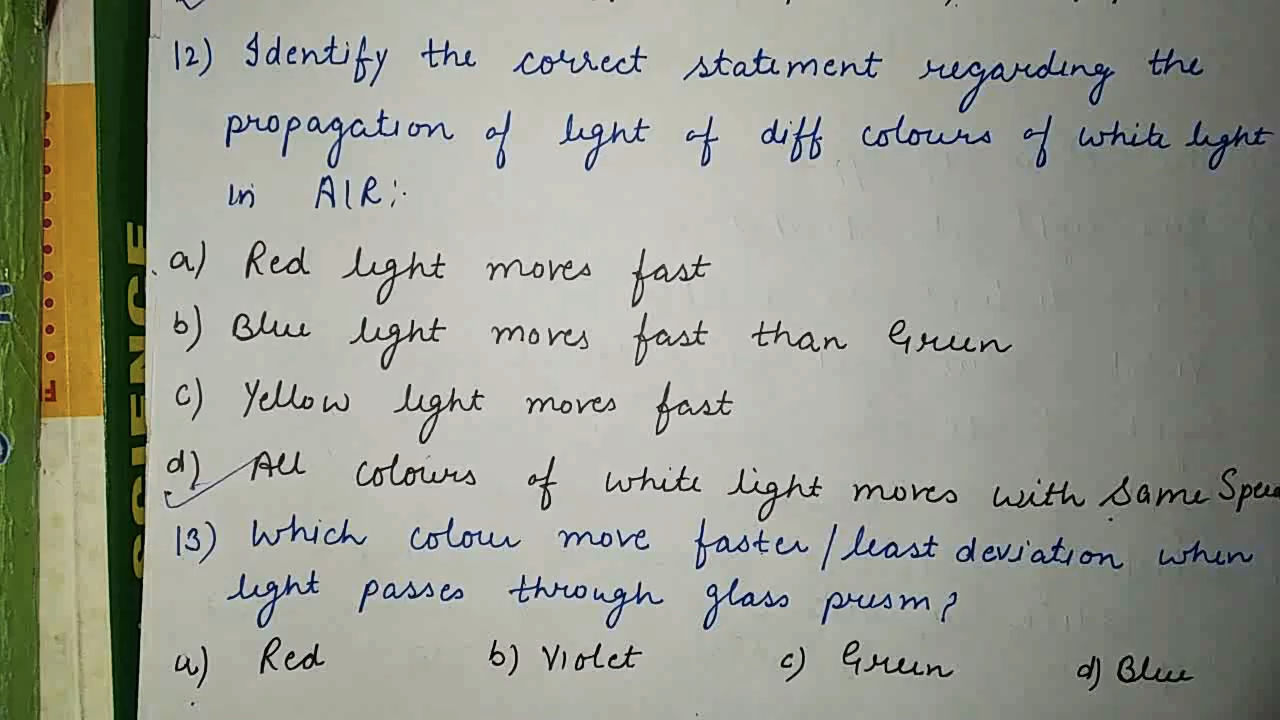 12) Identify the correct statement regarding the
propagation of light of diff colours of white light
in AIR:-
a) Red light moves fast
b) Blue light moves fast than Green
c) Yellow light moves fast
d) All colours of white light moves with same
13) Which colour move faster/least deviation when
light passes through glass prism?
a) Red b) Violet c) Green d) Blue
SCIENCE